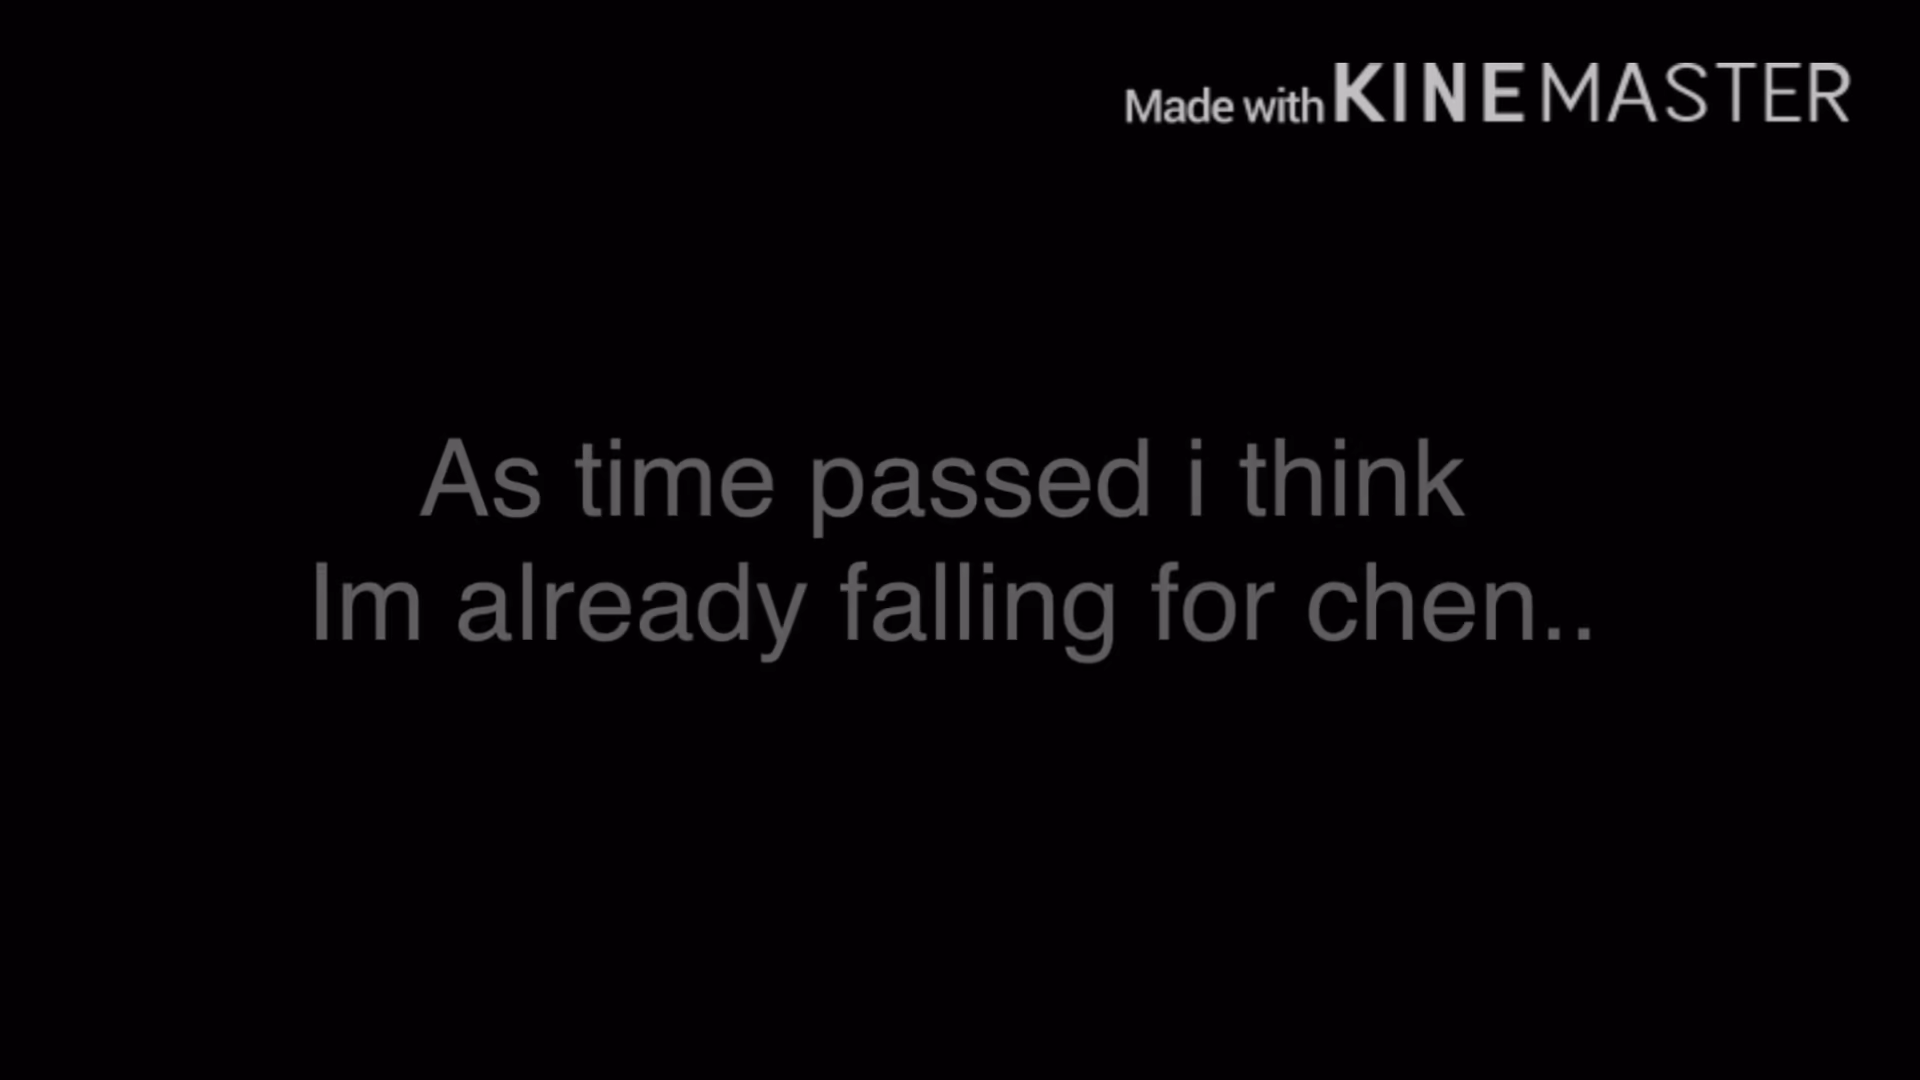 Made with KINEMASTER
As time passed i think
Im already falling for chen..